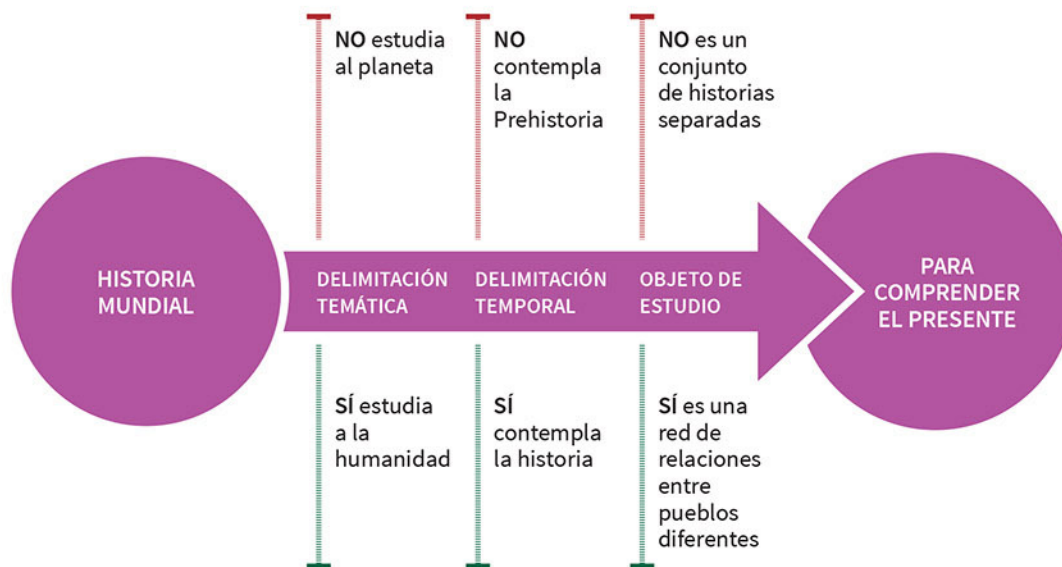 NO estudia
al planeta
NO
contempla
la
Prehistoria
NO es un
conjunto
de historias
separadas
HISTORIA
MUNDIAL
DELIMITACIÓN
TEMÁTICA
DELIMITACIÓN
TEMPORAL
OBJETO DE
ESTUDIO
PARA
COMPRENDER
EL PRESENTE
SÍ estudia
a la
humanidad
SÍ
contempla
la historia
SÍ es una
red de
relaciones
entre
pueblos
diferentes